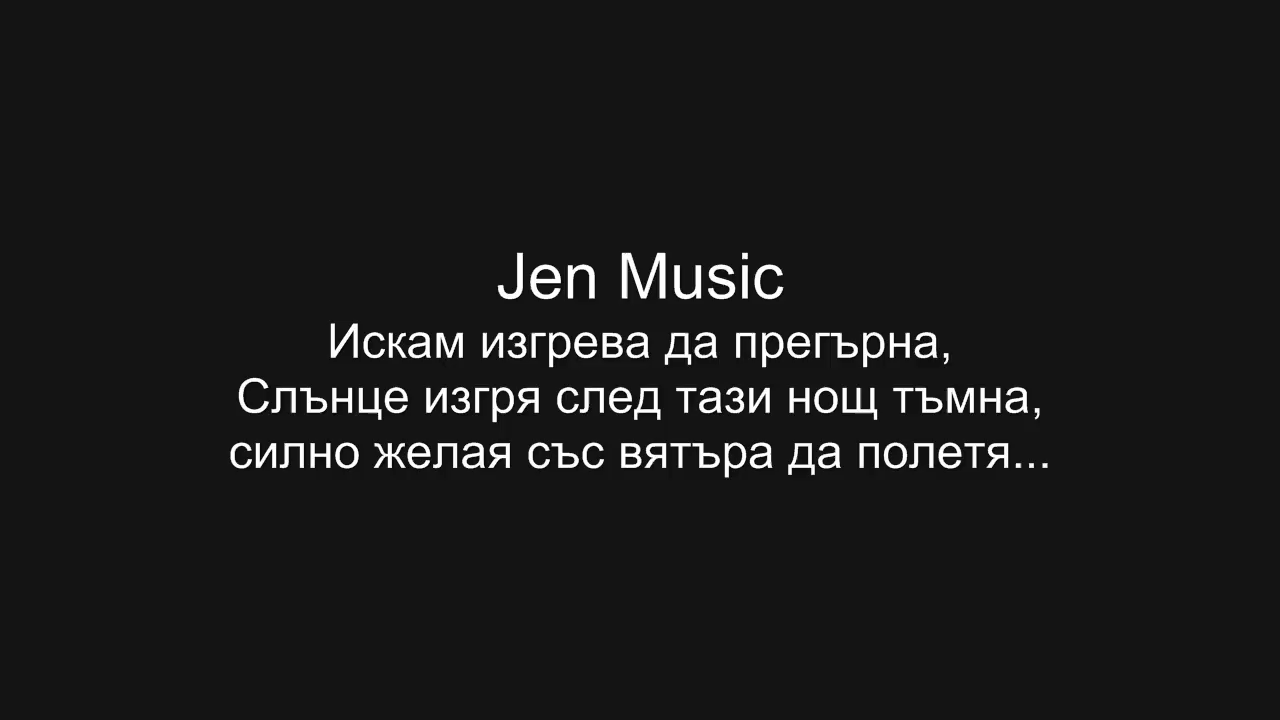 Jen Music
Искам изгрева да прегърна,
Слънце изгря след тази нощ тъмна,
силно желая със вятъра да полетя...